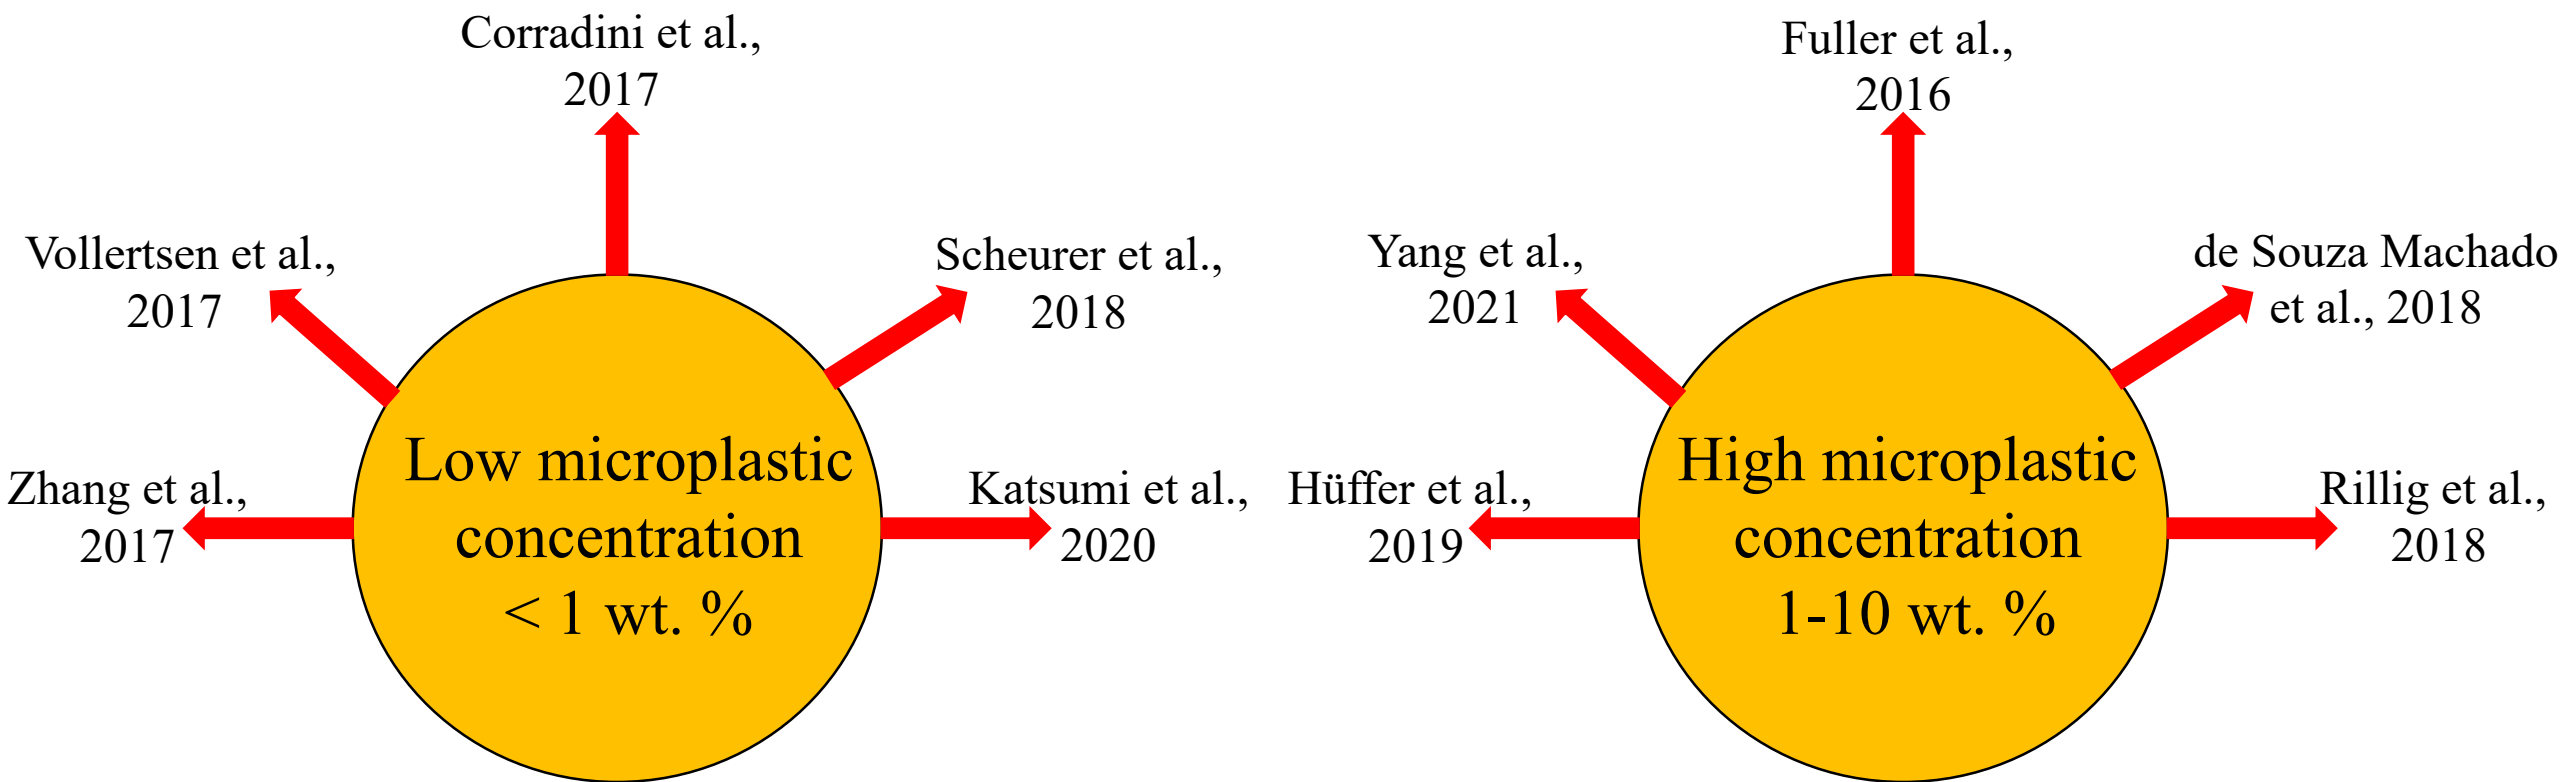 Corradini et al.,
2017
Vollertsen et al.,
2017
Scheurer et al.,
2018
Zhang et al.,
2017
Katsumi et al.,
2020
Low microplastic
concentration
< 1 wt. %
Fuller et al.,
2016
Yang et al.,
2021
de Souza Machado
et al., 2018
Hüffer et al.,
2019
Rillig et al.,
2018
High microplastic
concentration
1-10 wt. %